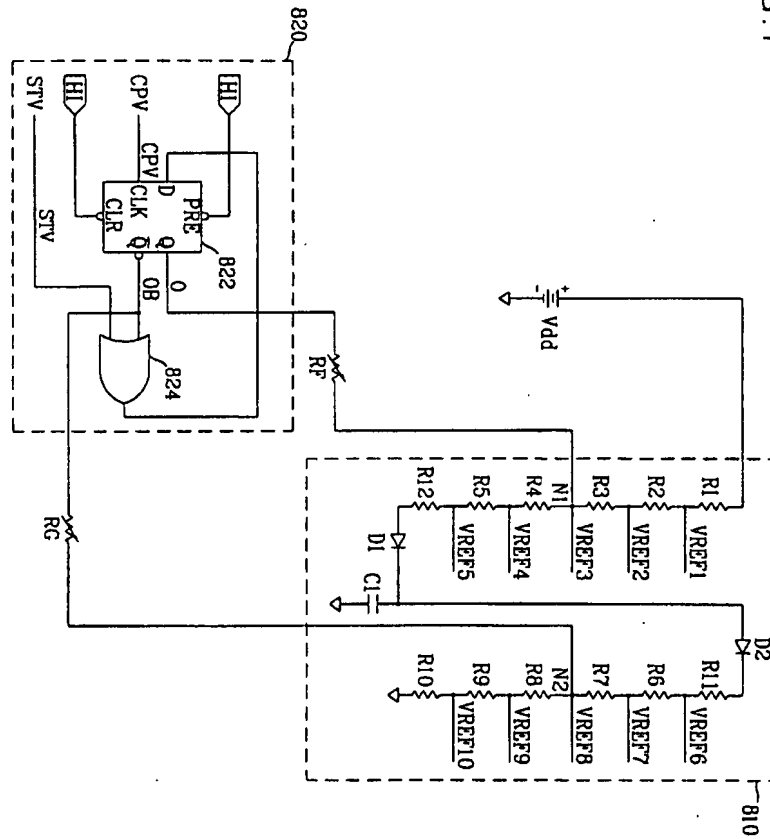 820
STV
HI
CPV
HI
STV
CPV
CLR
CLK
D
PRE
Q̅
Q
822
OB
O
824
+
-
Vdd
RF
RG
R12
R5
R4
N1
R3
R2
R1
D1
VREF5
VREF4
VREF3
VREF2
VREF1
C1
D2
R10
R9
R8
N2
R7
R6
R11
VREF10
VREF9
VREF8
VREF7
VREF6
810